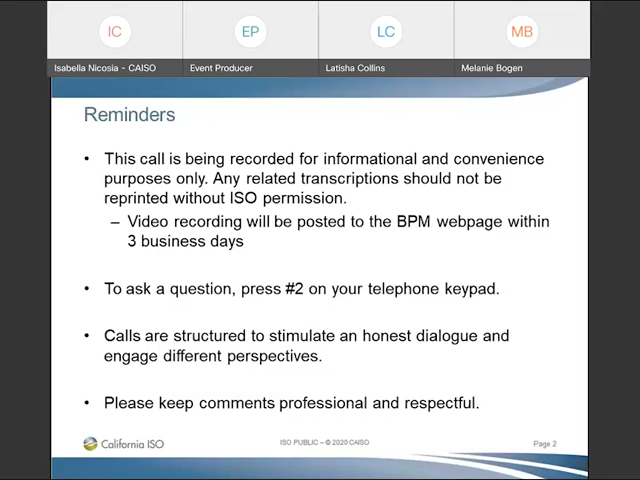 IC
EP
LC
MB
Isabella Nicosia - CAISO
Event Producer
Latisha Collins
Melanie Bogen
Reminders
• This call is being recorded for informational and convenience
purposes only. Any related transcriptions should not be
reprinted without ISO permission.
– Video recording will be posted to the BPM webpage within
3 business days
• To ask a question, press #2 on your telephone keypad.
• Calls are structured to stimulate an honest dialogue and
engage different perspectives.
• Please keep comments professional and respectful.
California ISO
ISO PUBLIC – © 2020 CAISO
Page 2